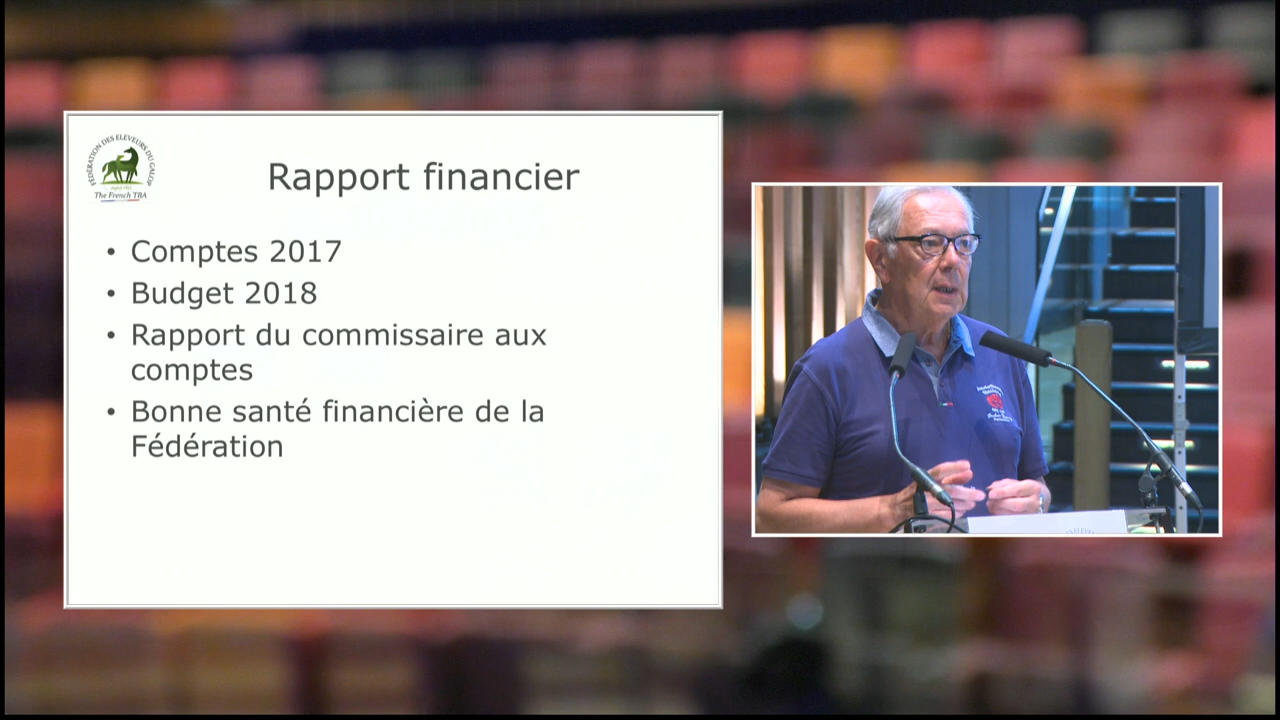 FÉDÉRATION DES ELEVEURS DU GALOP
The French TBA
Rapport financier
• Comptes 2017
• Budget 2018
• Rapport du commissaire aux
comptes
• Bonne santé financière de la
Fédération